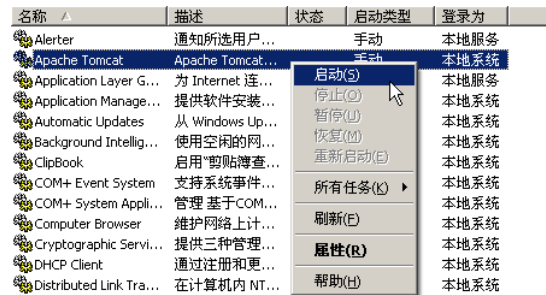 名称 描述 状态 启动类型 登录为
Alerter 通知所选用户... 手动 本地服务
Apache Tomcat Apache Tomcat... 手动 本地系统
Application Layer G... 为 Internet 连... 本地服务
Application Manage... 提供软件安装... 本地系统
Automatic Updates 从 Windows Up... 本地系统
Background Intellig... 使用空闲的网... 本地系统
ClipBook 启用“剪贴簿查... 本地系统
COM+ Event System 支持系统事件... 本地系统
COM+ System Appli... 管理 基于COM... 本地系统
Computer Browser 维护网络上计... 本地系统
Cryptographic Servi... 提供三种管理... 本地系统
DHCP Client 通过注册和更... 本地系统
Distributed Link Tra... 在计算机内 NT... 本地系统
启动(S)
停止(O)
暂停(U)
恢复(M)
重新启动(E)
所有任务(K)
刷新(F)
属性(R)
帮助(H)